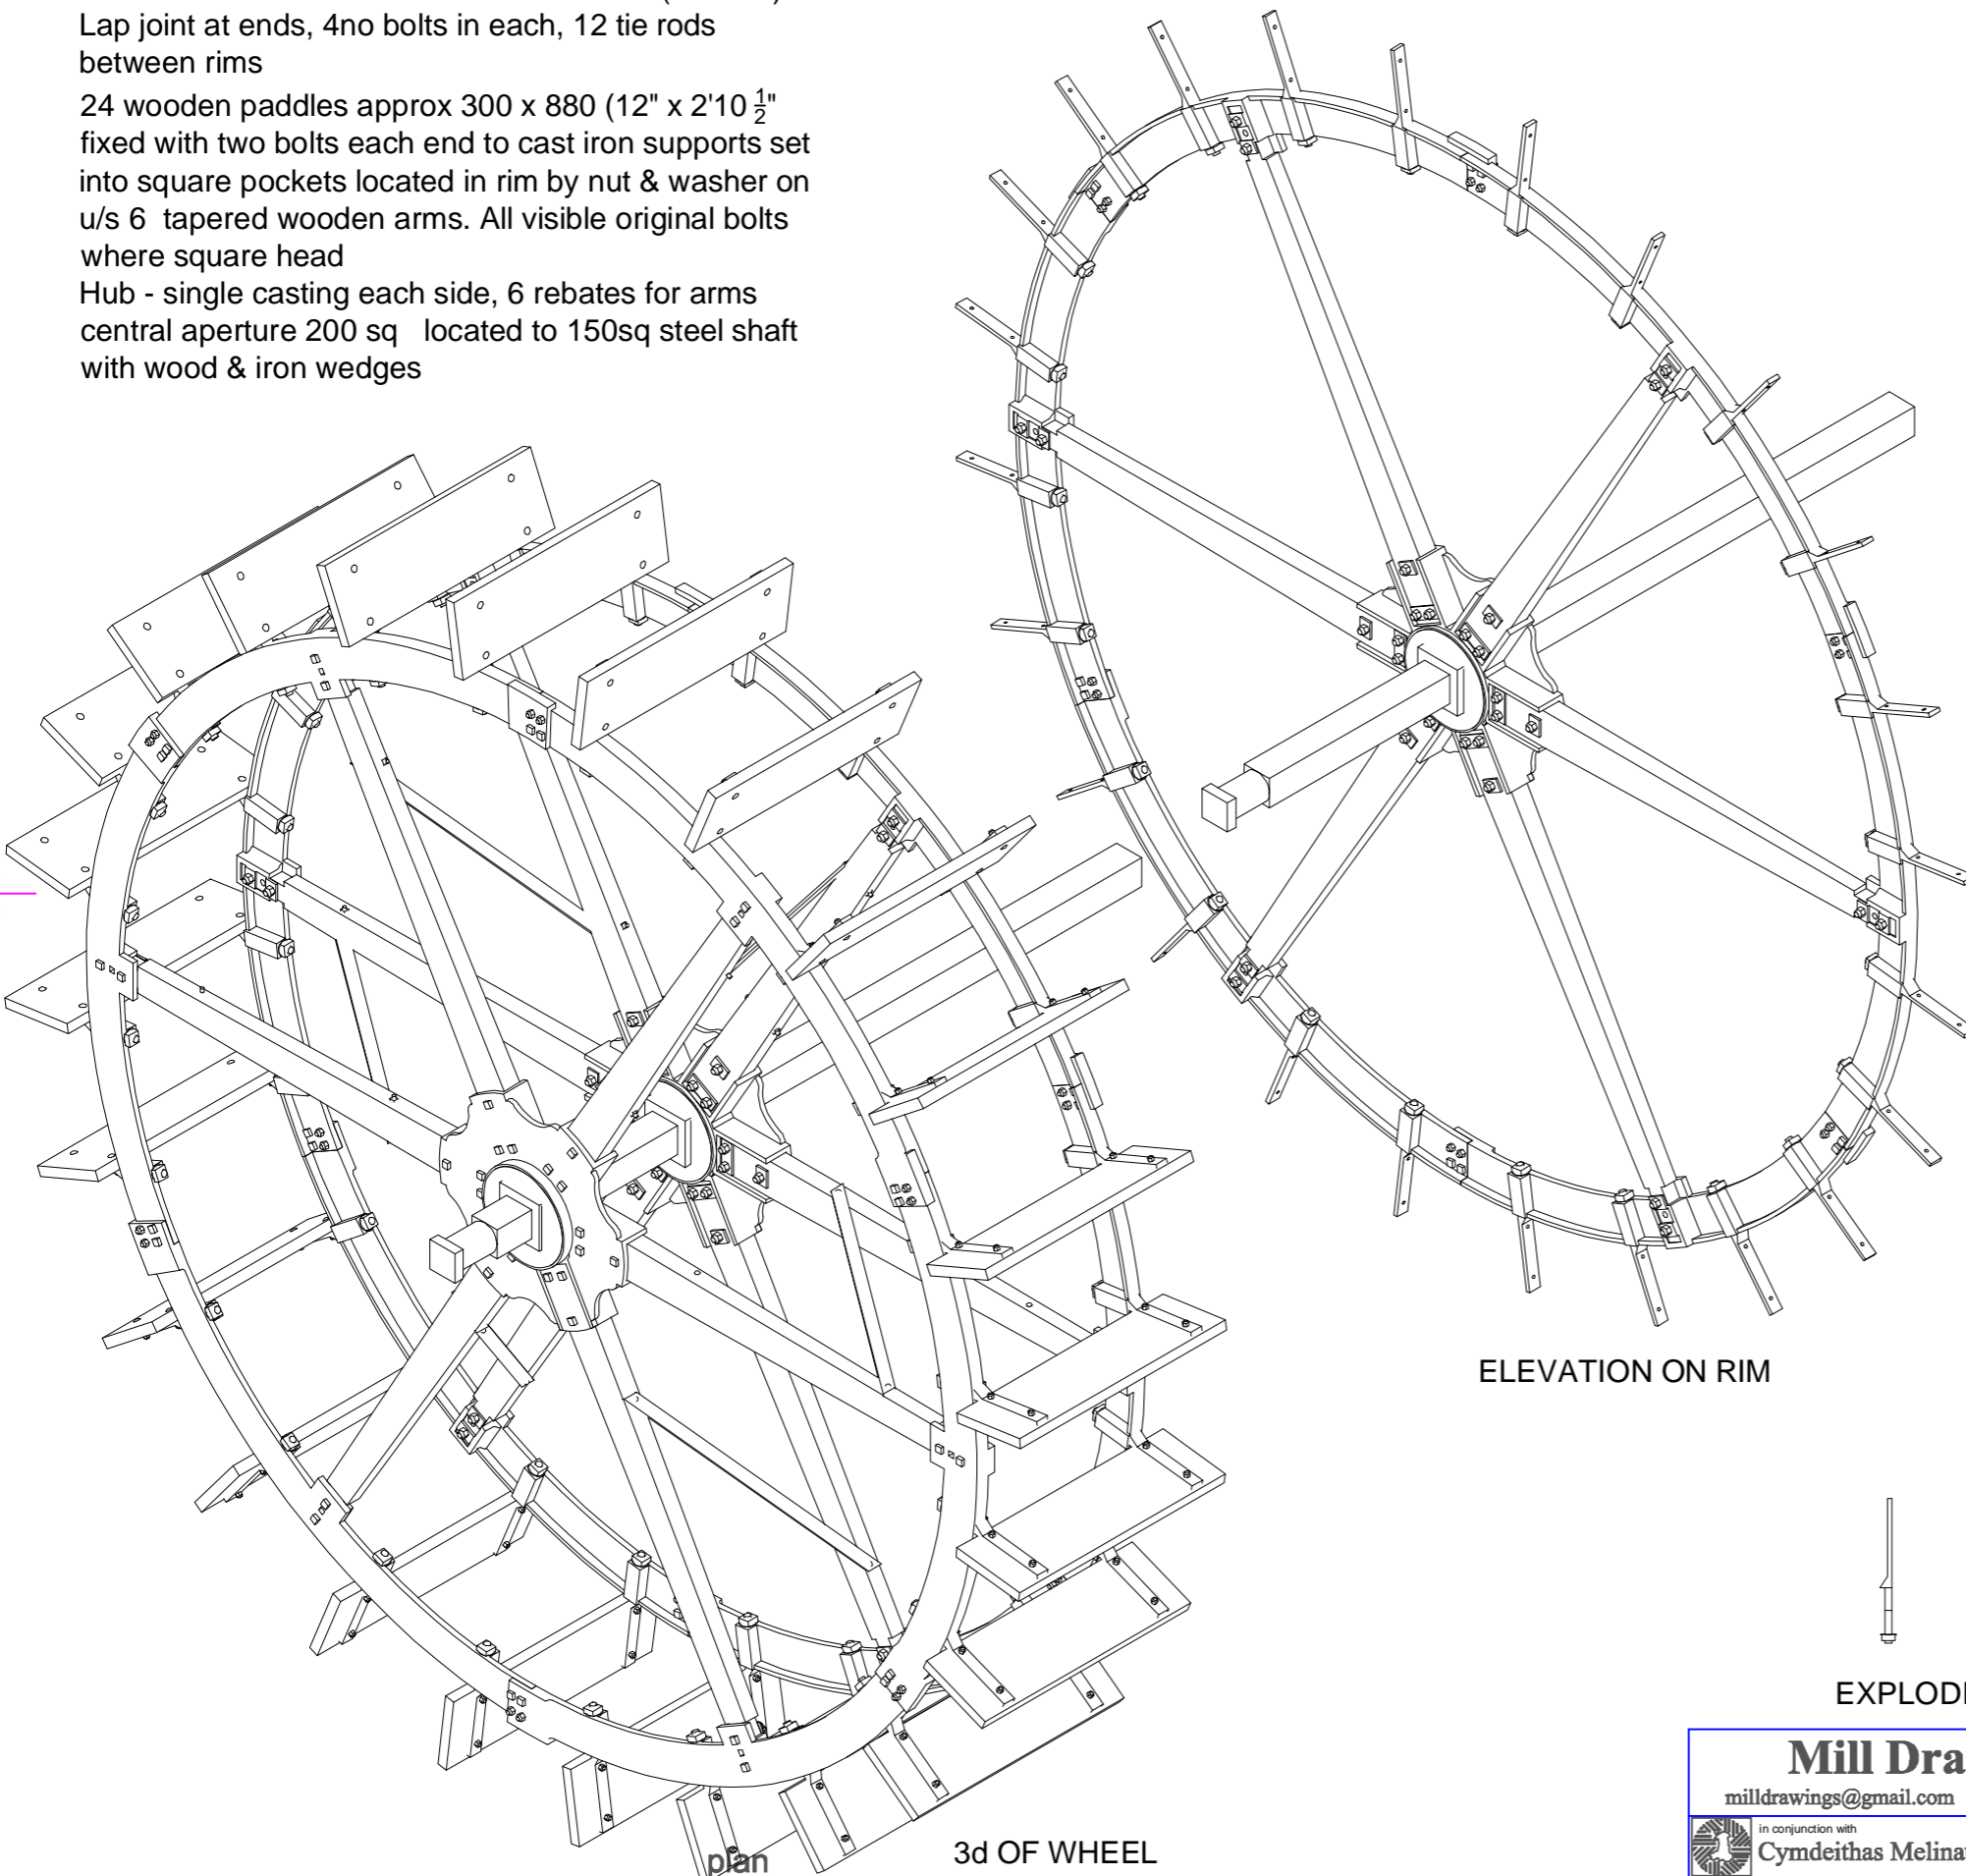 Lap joint at ends, 4no bolts in each, 12 tie rods
between rims
24 wooden paddles approx 300 x 880 (12" x 2'10 ½"
fixed with two bolts each end to cast iron supports set
into square pockets located in rim by nut & washer on
u/s 6 tapered wooden arms. All visible original bolts
where square head
Hub - single casting each side, 6 rebates for arms
central aperture 200 sq located to 150sq steel shaft
with wood & iron wedges
ELEVATION ON RIM
EXPLOD
Mill Dra
milldrawings@gmail.com
in conjunction with
Cymdeithas Melina
3d OF WHEEL
plan